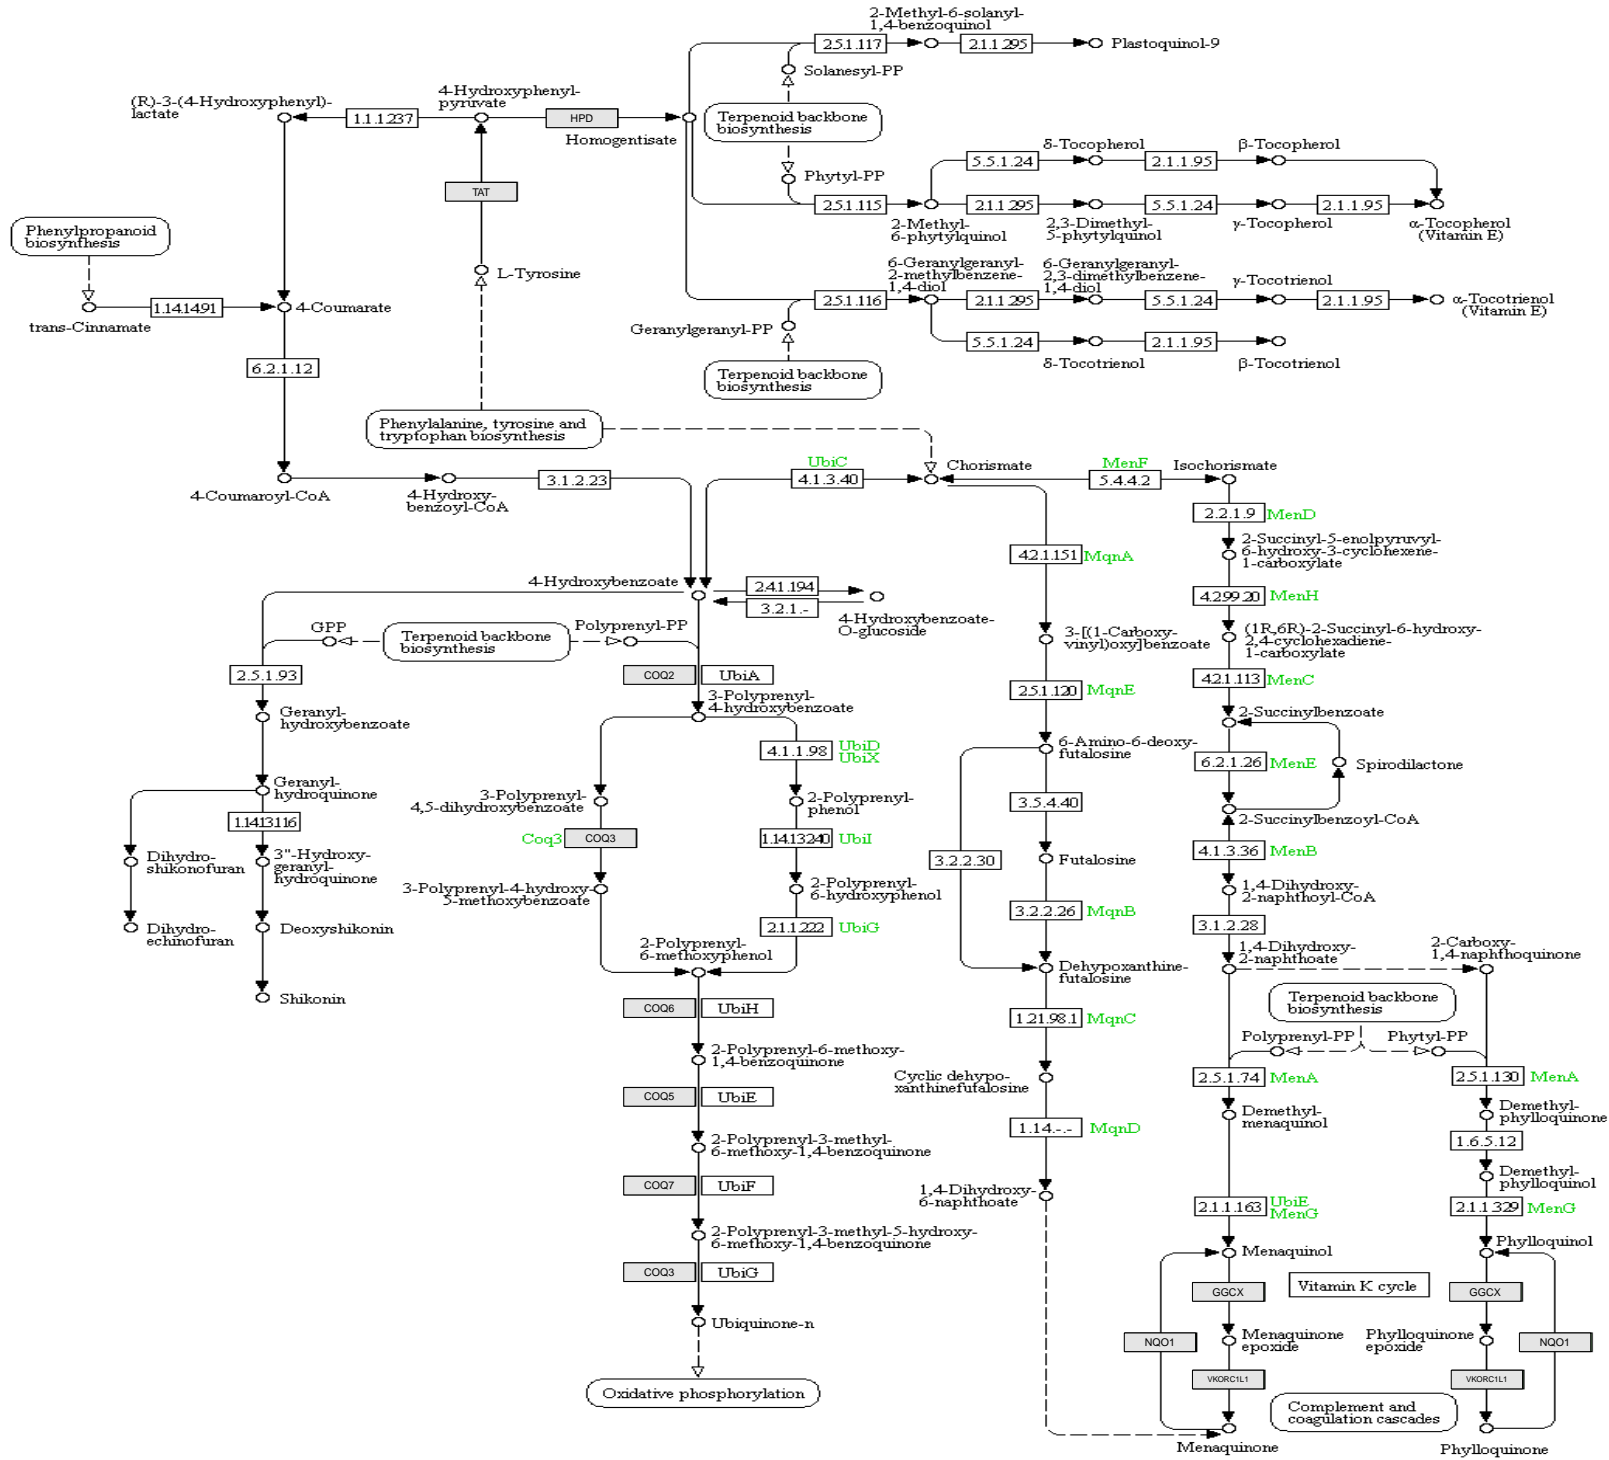 2-Methyl-6-solanyl-
1,4-benzoquinol
2.5.1.117
2.1.1.295
Plastoquinol-9
Solanesyl-PP
(R)-3-(4-Hydroxyphenyl)-
lactate
1.1.1.237
4-Hydroxyphenyl-
pyruvate
HPD
Homogentisate
Terpenoid backbone
biosynthesis
Phytyl-PP
δ-Tocopherol
β-Tocopherol
5.5.1.24
2.1.1.95
TAT
2.5.1.115
2.1.1.295
5.5.1.24
2.1.1.95
2-Methyl-
6-phytylquinol
2,3-Dimethyl-
5-phytylquinol
γ-Tocopherol
α-Tocopherol
(Vitamin E)
Phenylpropanoid
biosynthesis
L-Tyrosine
6-Geranylgeranyl-
2-methylbenzene-
1,4-diol
6-Geranylgeranyl-
2,3-dimethylbenzene-
1,4-diol
γ-Tocotrienol
2.5.1.116
2.1.1.295
5.5.1.24
2.1.1.95
α-Tocotrienol
(Vitamin E)
trans-Cinnamate
1.14.14.91
4-Coumarate
Geranylgeranyl-PP
5.5.1.24
2.1.1.95
δ-Tocotrienol
β-Tocotrienol
6.2.1.12
Terpenoid backbone
biosynthesis
Phenylalanine, tyrosine and
tryptophan biosynthesis
4-Coumaroyl-CoA
4-Hydroxy-
benzoyl-CoA
3.1.2.23
UbiC
4.1.3.40
Chorismate
MenF
5.4.4.2
Isochorismate
2.2.1.9
MenD
4.2.1.151
MqnA
2-Succinyl-5-enolpyruvyl-
6-hydroxy-3-cyclohexene-
1-carboxylate
4-Hydroxybenzoate
2.4.1.194
3.2.1.-
4-Hydroxybenzoate-
O-glucoside
4.2.99.20
MenH
GPP
Terpenoid backbone
biosynthesis
Polyprenyl-PP
3-[(1-Carboxy-
vinyl)oxy]benzoate
(1R,6R)-2-Succinyl-6-hydroxy-
2,4-cyclohexadiene-
1-carboxylate
2.5.1.93
COQ2
UbiA
2.5.1.120
MqnE
4.2.1.113
MenC
Geranyl-
hydroxybenzoate
3-Polyprenyl-
4-hydroxybenzoate
2-Succinylbenzoate
4.1.1.98
UbiD
UbiX
6-Amino-6-deoxy-
futalosine
6.2.1.26
MenE
Spirodilactone
Geranyl-
hydroquinone
3-Polyprenyl-
4,5-dihydroxybenzoate
2-Polyprenyl-
phenol
3.5.4.40
2-Succinylbenzoyl-CoA
1.14.13.116
Coq3
COQ3
1.14.13.240
UbiI
4.1.3.36
MenB
Dihydro-
shikonofuran
3"-Hydroxy-
geranyl-
hydroquinone
3.2.2.30
Futalosine
3-Polyprenyl-4-hydroxy-
5-methoxybenzoate
2-Polyprenyl-
6-hydroxyphenol
1,4-Dihydroxy-
2-naphthoyl-CoA
Dihydro-
echinofuran
Deoxyshikonin
2.1.1.222
UbiG
3.2.2.26
MqnB
3.1.2.28
2-Polyprenyl-
6-methoxyphenol
Dehypoxanthine-
futalosine
1,4-Dihydroxy-
2-naphthoate
2-Carboxy-
1,4-naphthoquinone
Shikonin
COQ6
UbiH
1.21.98.1
MqnC
Terpenoid backbone
biosynthesis
Polyprenyl-PP
Phytyl-PP
2-Polyprenyl-6-methoxy-
1,4-benzoquinone
Cyclic dehypo-
xanthinefutalosine
2.5.1.74
MenA
2.5.1.130
MenA
COQ5
UbiE
Demethyl-
menaquinol
Demethyl-
phylloquinone
1.14.-.-
MqnD
1.6.5.12
2-Polyprenyl-3-methyl-
6-methoxy-1,4-benzoquinone
Demethyl-
phylloquinol
COQ7
UbiF
1,4-Dihydroxy-
6-naphthoate
2.1.1.163
UbiE
MenG
2.1.1.329
MenG
2-Polyprenyl-3-methyl-5-hydroxy-
6-methoxy-1,4-benzoquinone
Menaquinol
Phylloquinol
COQ3
UbiG
GGCX
Vitamin K cycle
GGCX
Ubiquinone-n
NQO1
Menaquinone
epoxide
Phylloquinone
epoxide
NQO1
VKORC1L1
VKORC1L1
Oxidative phosphorylation
Complement and
coagulation cascades
Menaquinone
Phylloquinone